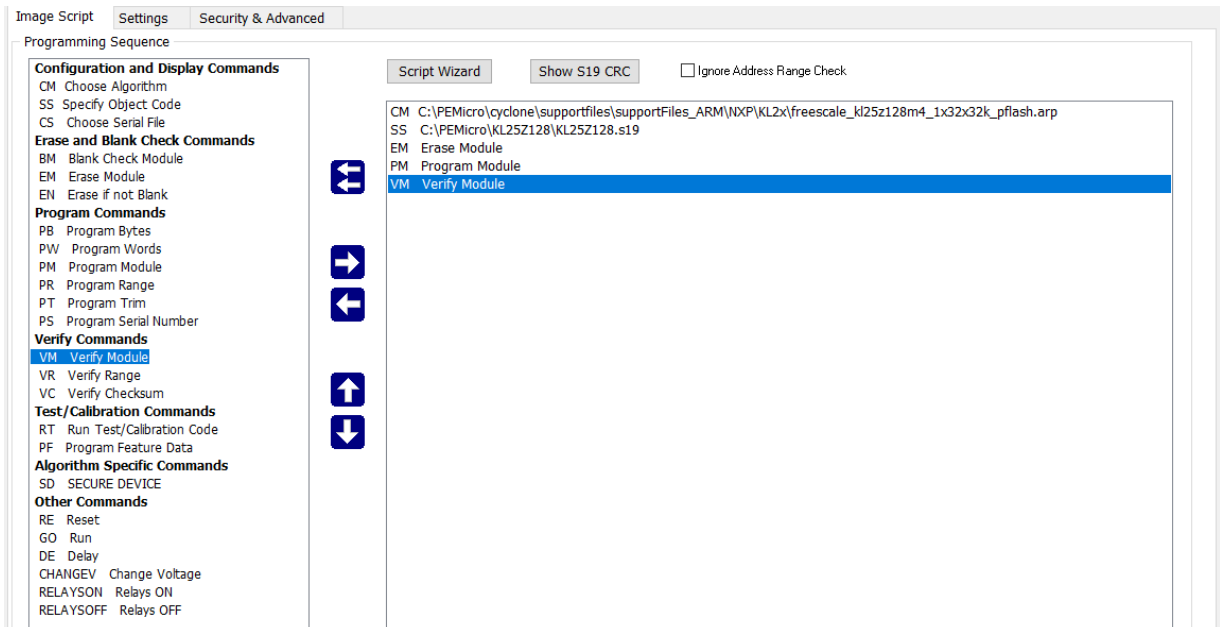 Image Script Settings Security & Advanced
Programming Sequence
Configuration and Display Commands
CM Choose Algorithm
SS Specify Object Code
CS Choose Serial File
Erase and Blank Check Commands
BM Blank Check Module
EM Erase Module
EN Erase if not Blank
Program Commands
PB Program Bytes
PW Program Words
PM Program Module
PR Program Range
PT Program Trim
PS Program Serial Number
Verify Commands
VM Verify Module
VR Verify Range
VC Verify Checksum
Test/Calibration Commands
RT Run Test/Calibration Code
PF Program Feature Data
Algorithm Specific Commands
SD SECURE DEVICE
Other Commands
RE Reset
GO Run
DE Delay
CHANGEV Change Voltage
RELAYSON Relays ON
RELAYSOFF Relays OFF
Script Wizard Show S19 CRC Ignore Address Range Check
CM C:\PEMicro\cyclone\supportfiles\supportFiles_ARM\NXP\KL2x\freescale_kl25z128m4_1x32x32k_pflash.arp
SS C:\PEMicro\KL25Z128\KL25Z128.s19
EM Erase Module
PM Program Module
VM Verify Module